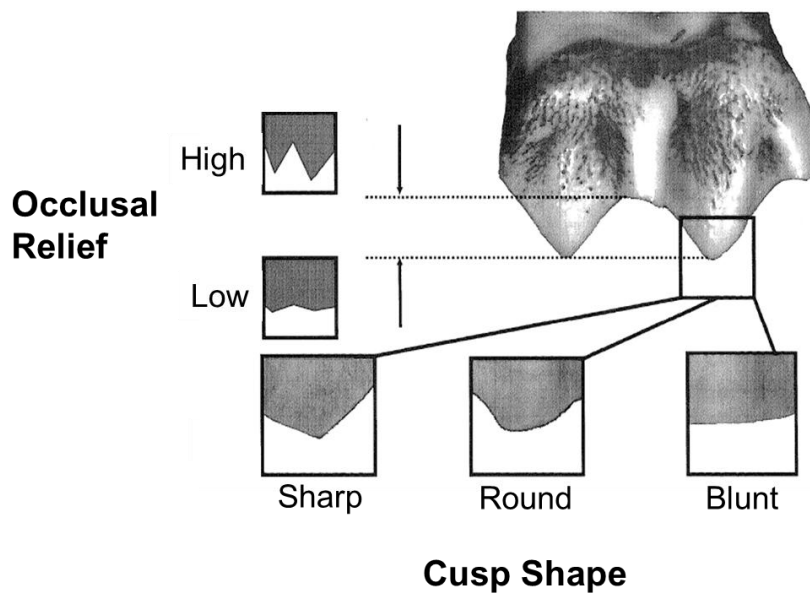 High
Occlusal
Relief
Low
Sharp
Round
Blunt
Cusp Shape